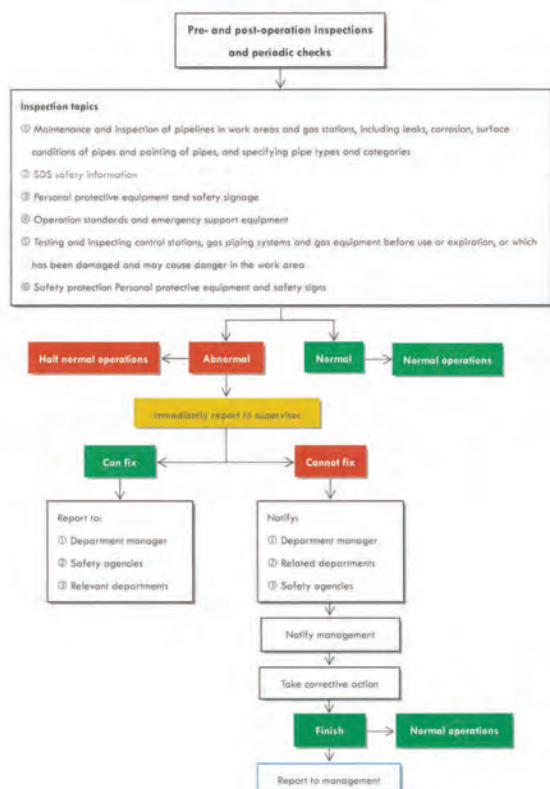 Pre- and post-operation inspections
and periodic checks
Inspection topics
① Maintenance and inspection of pipelines in work areas and gas stations, including leaks, corrosion, surface
conditions of pipes and painting of pipes, and specifying pipe types and categories
② SDS safety information
③ Personal protective equipment and safety signage
④ Operation standards and emergency support equipment
⑤ Testing and inspecting control stations, gas piping systems and gas equipment before use or expiration, or which
has been damaged and may cause danger in the work area
⑥ Safety protection Personal protective equipment and safety signs
Halt normal operations
Abnormal
Normal
Normal operations
Immediantly report to supervisor
Can fix
Cannot fix
Report to:
① Department manager
② Safety agencies
③ Relevant departments
Notify:
① Department manager
② Related departments
③ Safety agencies
Notify management
Take corrective action
Finish
Normal operations
Report to management